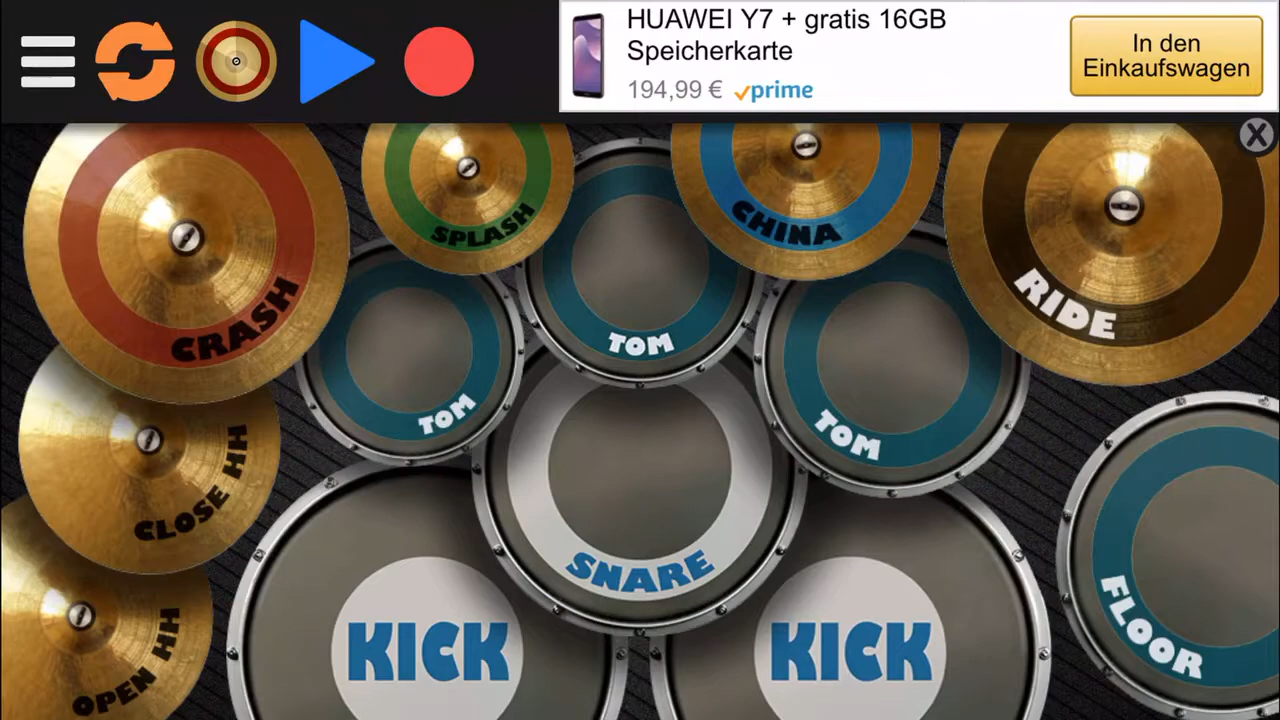 HUAWEI Y7 + gratis 16GB
Speicherkarte
194,99 € prime
In den
Einkaufswagen
X
CRASH
SPLASH
TOM
CHINA
RIDE
TOM
TOM
CLOSE HH
SNARE
FLOOR
OPEN HH
KICK
KICK